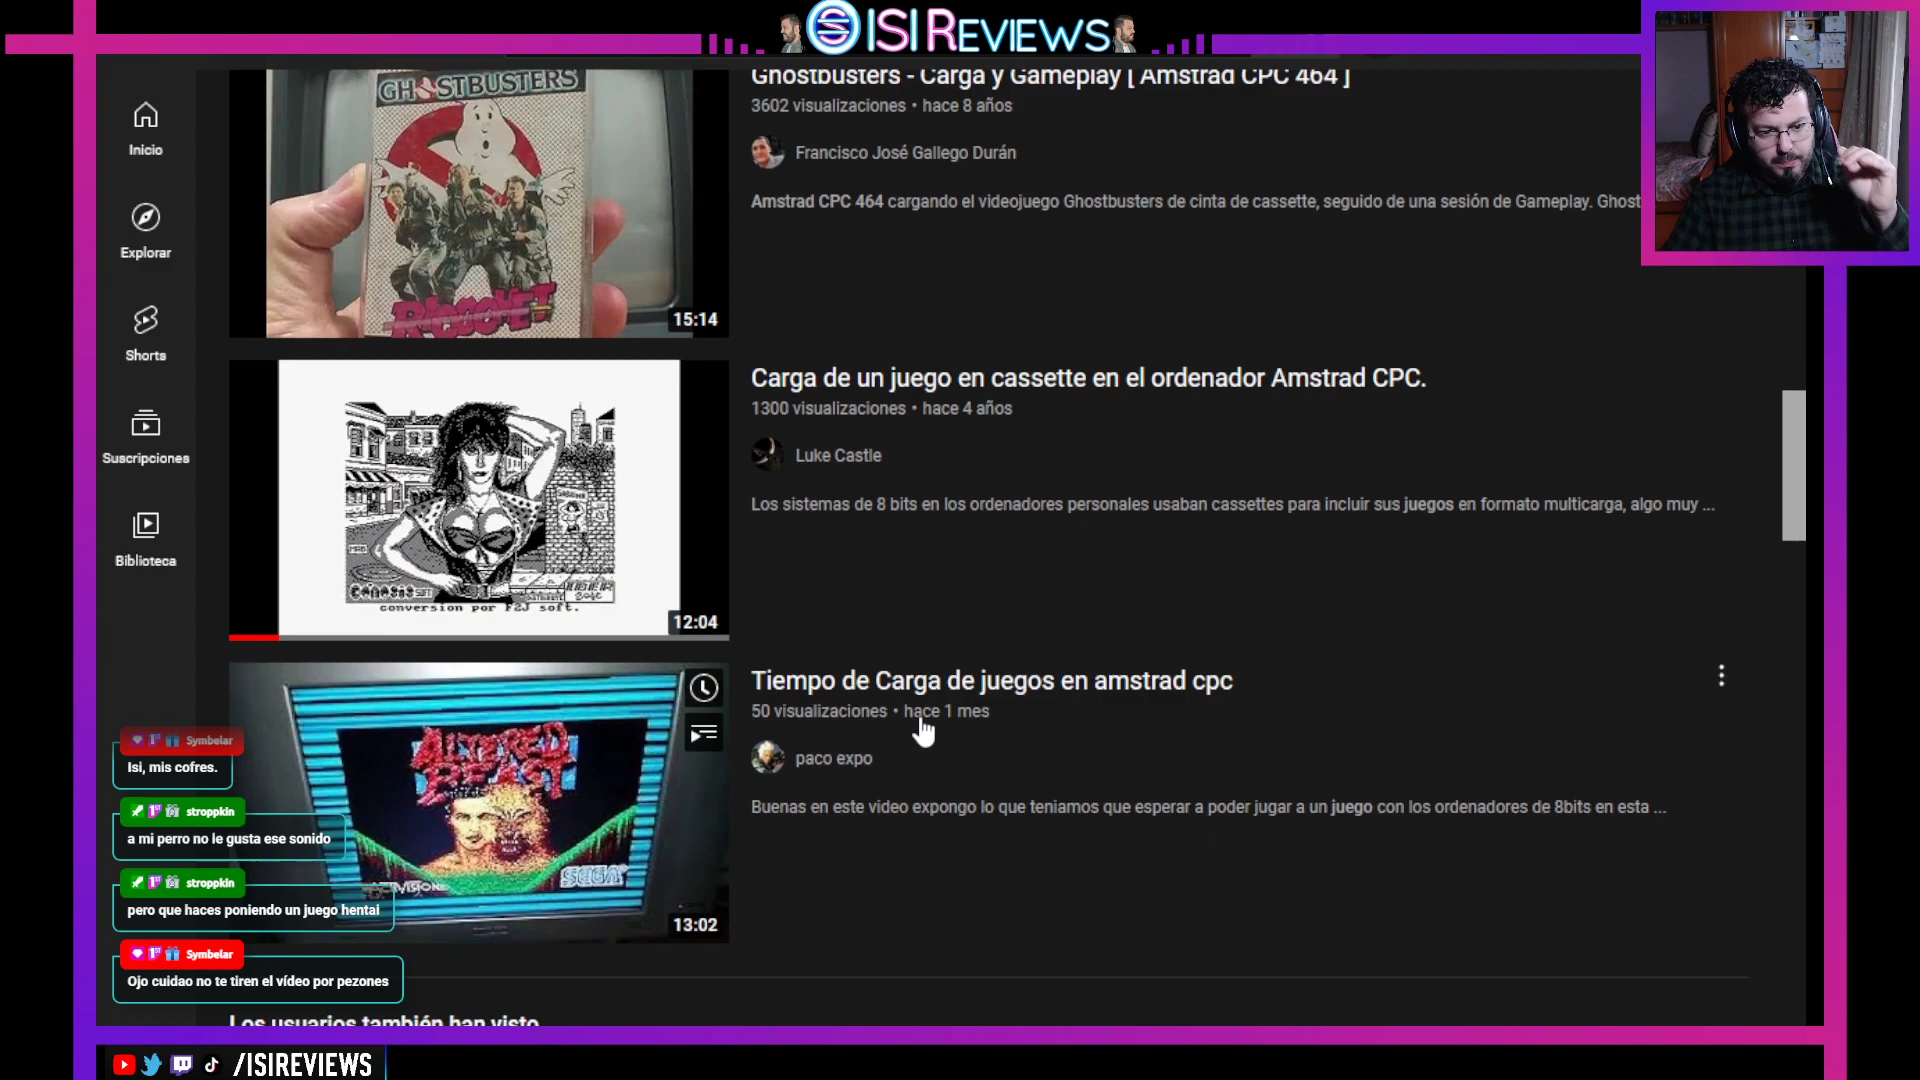 ISI REVIEWS
GHOSTBUSTERS
RICOCHET
15:14
Ghostbusters - Carga y Gameplay [ Amstrad CPC 464 ]
3602 visualizaciones • hace 8 años
Francisco José Gallego Durán
Amstrad CPC 464 cargando el videojuego Ghostbusters de cinta de cassette, seguido de una sesión de Gameplay. Ghost
Inicio
Explorar
Shorts
Suscripciones
Biblioteca
conversion por F2J soft.
12:04
Carga de un juego en cassette en el ordenador Amstrad CPC.
1300 visualizaciones • hace 4 años
Luke Castle
Los sistemas de 8 bits en los ordenadores personales usaban cassettes para incluir sus juegos en formato multicarga, algo muy ...
ALTERED BEAST
SEGA
13:02
Tiempo de Carga de juegos en amstrad cpc
50 visualizaciones • hace 1 mes
paco expo
Buenas en este video expongo lo que teniamos que esperar a poder jugar a un juego con los ordenadores de 8bits en esta ...
Symbelar
Isi, mis cofres.
stroppkin
a mi perro no le gusta ese sonido
stroppkin
pero que haces poniendo un juego hentai
Symbelar
Ojo cuidao no te tiren el vídeo por pezones
Los usuarios también han visto
/ISIREVIEWS